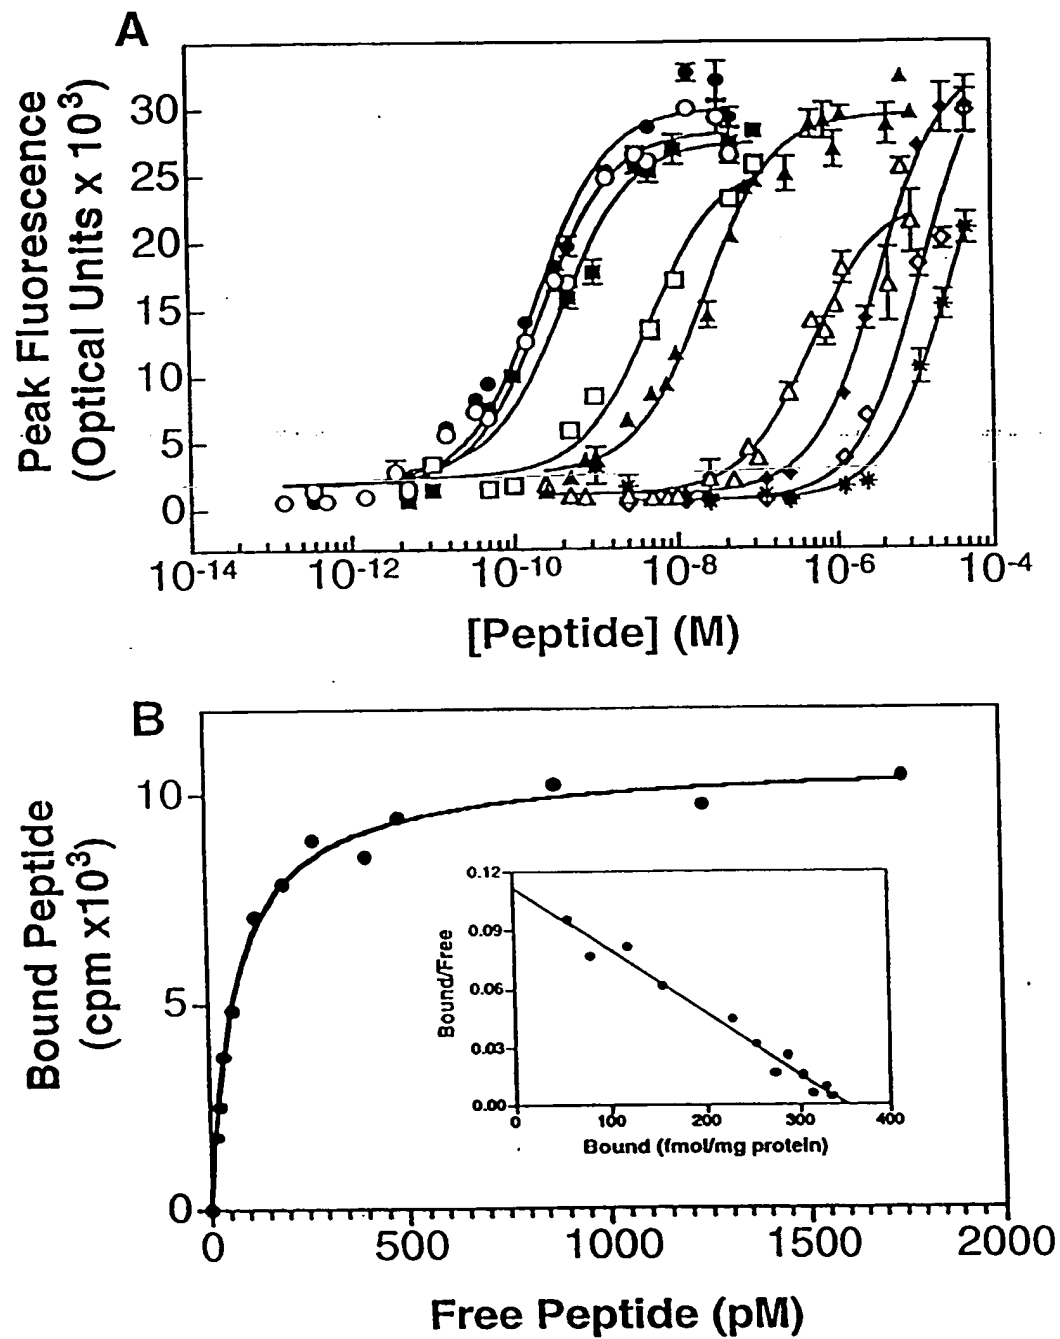 A
Peak Fluorescence
(Optical Units x 10³)
30
25
20
15
10
5
0
10⁻¹⁴ 10⁻¹² 10⁻¹⁰ 10⁻⁸ 10⁻⁶ 10⁻⁴
[Peptide] (M)
B
Bound Peptide
(cpm x10³)
10
5
0
0 500 1000 1500 2000
Free Peptide (pM)
Bound/Free
0.12
0.09
0.06
0.03
0.00
0 100 200 300 400
Bound (fmol/mg protein)